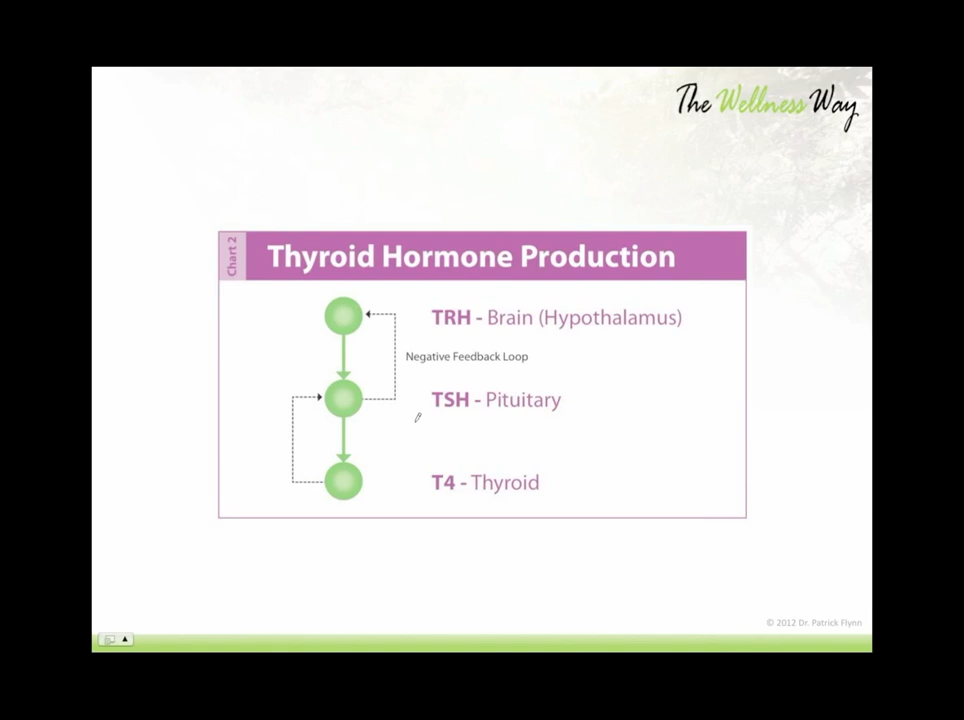 The Wellness Way
Chart 2
Thyroid Hormone Production
TRH - Brain (Hypothalamus)
Negative Feedback Loop
TSH - Pituitary
T4 - Thyroid
© 2012 Dr. Patrick Flynn